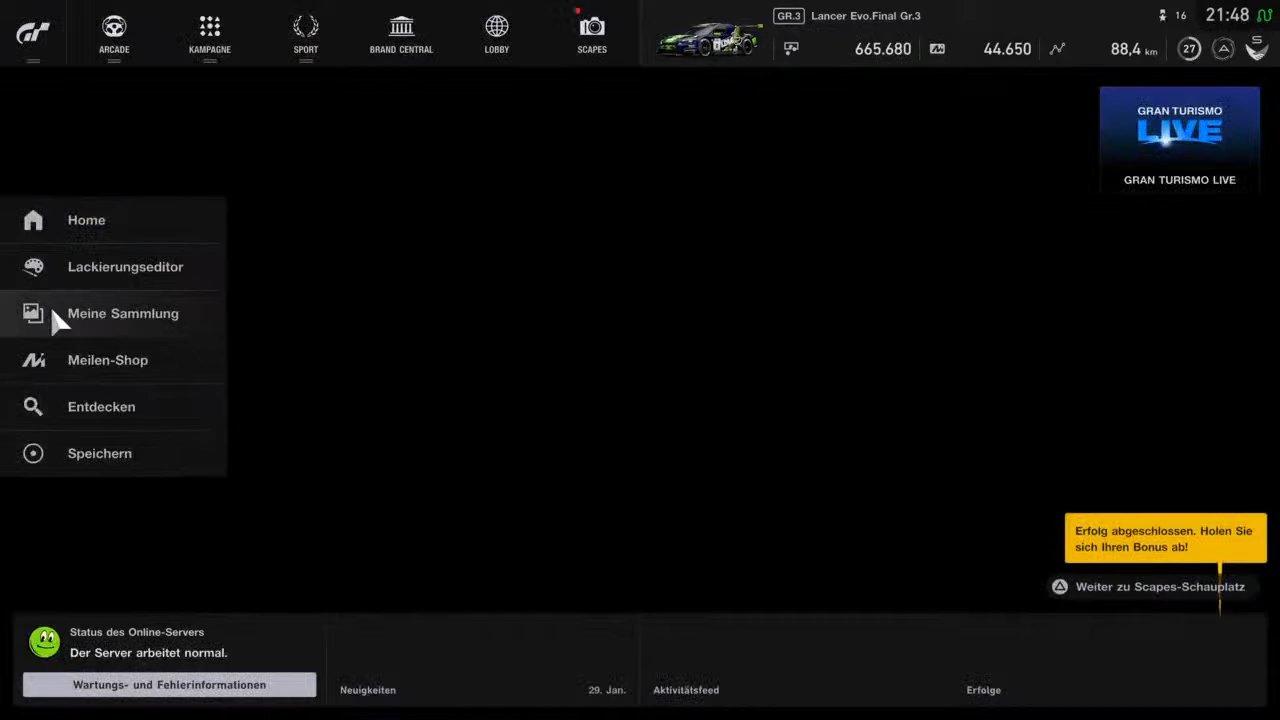 GT
ARCADE
KAMPAGNE
SPORT
BRAND CENTRAL
LOBBY
SCAPES
GR.3 Lancer Evo.Final Gr.3
16 21:48
665.680
44.650
88,4 km
27
S
GRAN TURISMO
LIVE
GRAN TURISMO LIVE
Home
Lackierungseditor
Meine Sammlung
Meilen-Shop
Entdecken
Speichern
Erfolg abgeschlossen. Holen Sie
sich Ihren Bonus ab!
Weiter zu Scapes-Schauplatz
Status des Online-Servers
Der Server arbeitet normal.
Wartungs- und Fehlerinformationen
Neuigkeiten
29. Jan.
Aktivitätsfeed
Erfolge